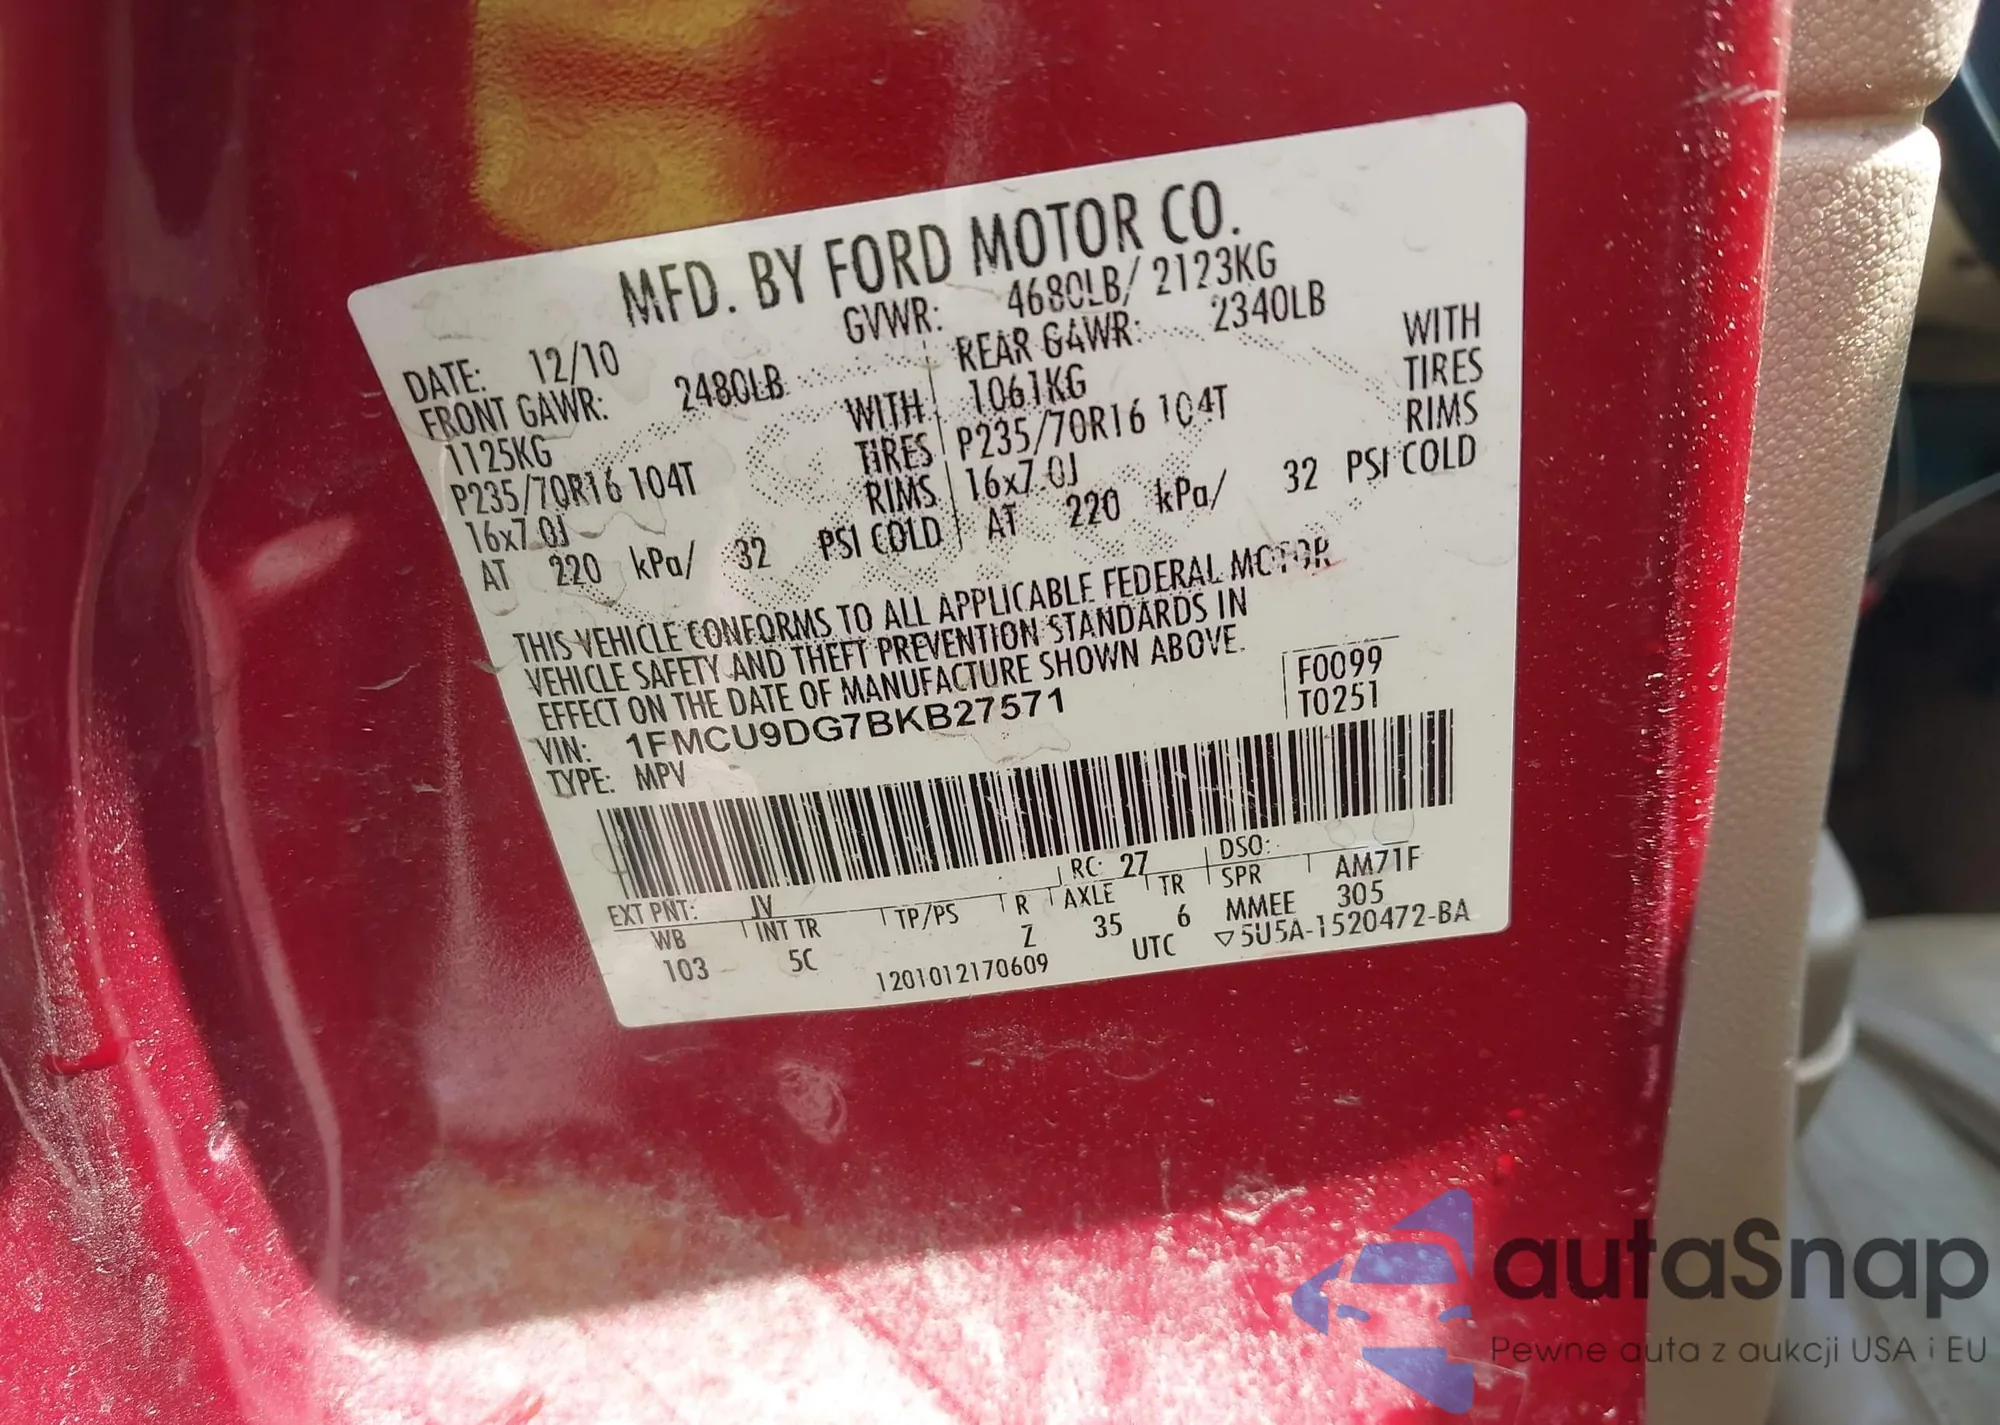 MFD. BY FORD MOTOR CO.
DATE: 12/10 GVWR: 4680LB/ 2123KG
FRONT GAWR: 2480LB REAR GAWR: 2340LB
1125KG WITH 1061KG WITH
P235/70R16 104T TIRES P235/70R16 104T TIRES
16x7.0J RIMS 16x7.0J RIMS
AT 220 kPa/ 32 PSI COLD AT 220 kPa/ 32 PSI COLD
THIS VEHICLE CONFORMS TO ALL APPLICABLE FEDERAL MOTOR
VEHICLE SAFETY AND THEFT PREVENTION STANDARDS IN
EFFECT ON THE DATE OF MANUFACTURE SHOWN ABOVE.
F0099
T0251
VIN: 1FMCU9DG7BKB27571
TYPE: MPV
EXT PNT: JV RC: 27 DSO: AM71F
WB INT TR TP/PS R AXLE TR SPR 305
103 5C Z 35 6 MMEE
1201012170609 UTC ▽5U5A-1520472-BA
autaSnap
Pewne auta z aukcji USA i EU